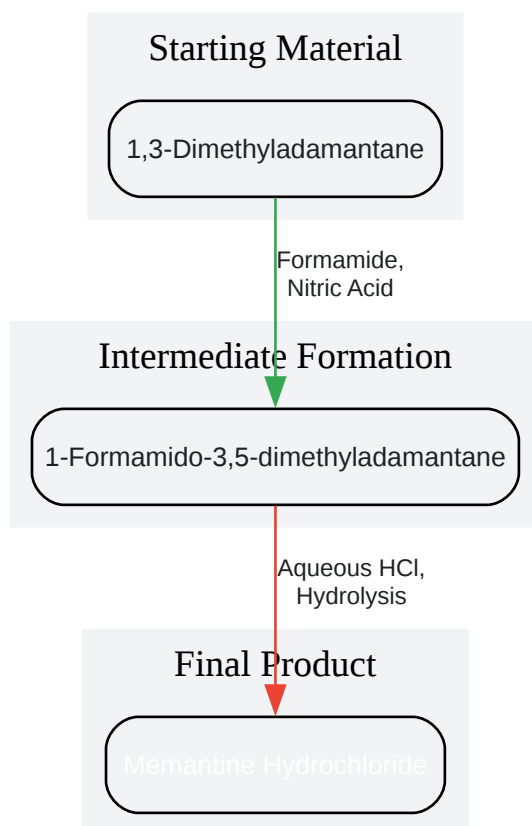 Starting Material
1,3-Dimethyladamantane
Formamide,
Nitric Acid
Intermediate Formation
1-Formamido-3,5-dimethyladamantane
Aqueous HCl,
Hydrolysis
Final Product
Memantine Hydrochloride